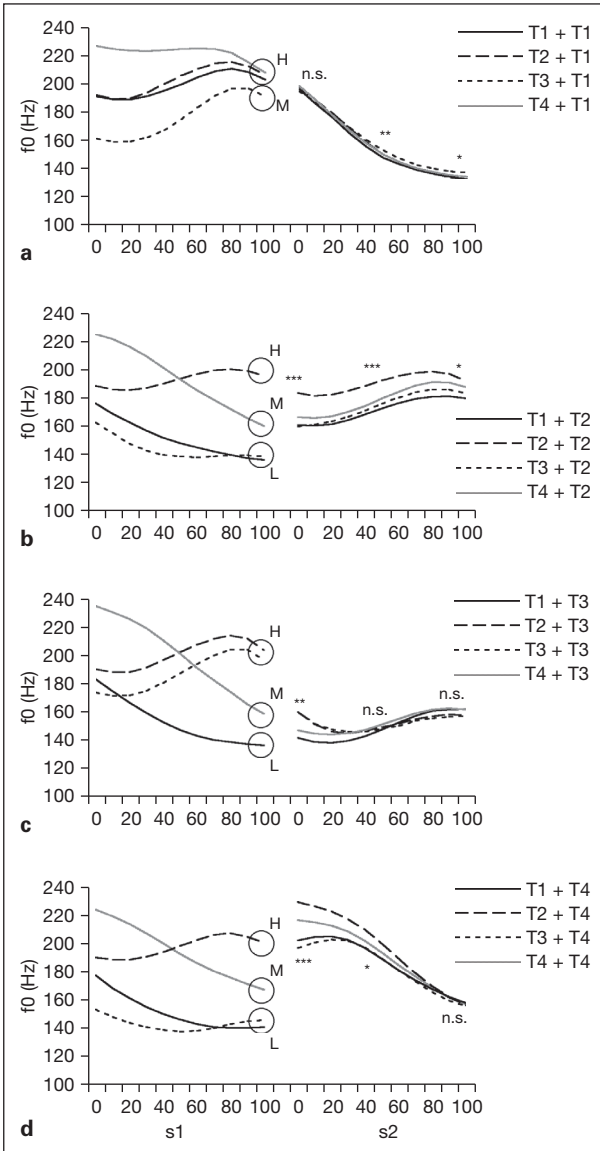 240
220
200
180
160
140
120
100
f0 (Hz)
0 20 40 60 80 100 0 20 40 60 80 100
H
M
n.s.
**
*
T1 + T1
T2 + T1
T3 + T1
T4 + T1
a
240
220
200
180
160
140
120
100
f0 (Hz)
0 20 40 60 80 100 0 20 40 60 80 100
H
M
L
***
***
*
T1 + T2
T2 + T2
T3 + T2
T4 + T2
b
240
220
200
180
160
140
120
100
f0 (Hz)
0 20 40 60 80 100 0 20 40 60 80 100
H
M
L
**
n.s.
n.s.
T1 + T3
T2 + T3
T3 + T3
T4 + T3
c
240
220
200
180
160
140
120
100
f0 (Hz)
0 20 40 60 80 100 0 20 40 60 80 100
H
M
L
***
*
n.s.
T1 + T4
T2 + T4
T3 + T4
T4 + T4
s1 s2
d